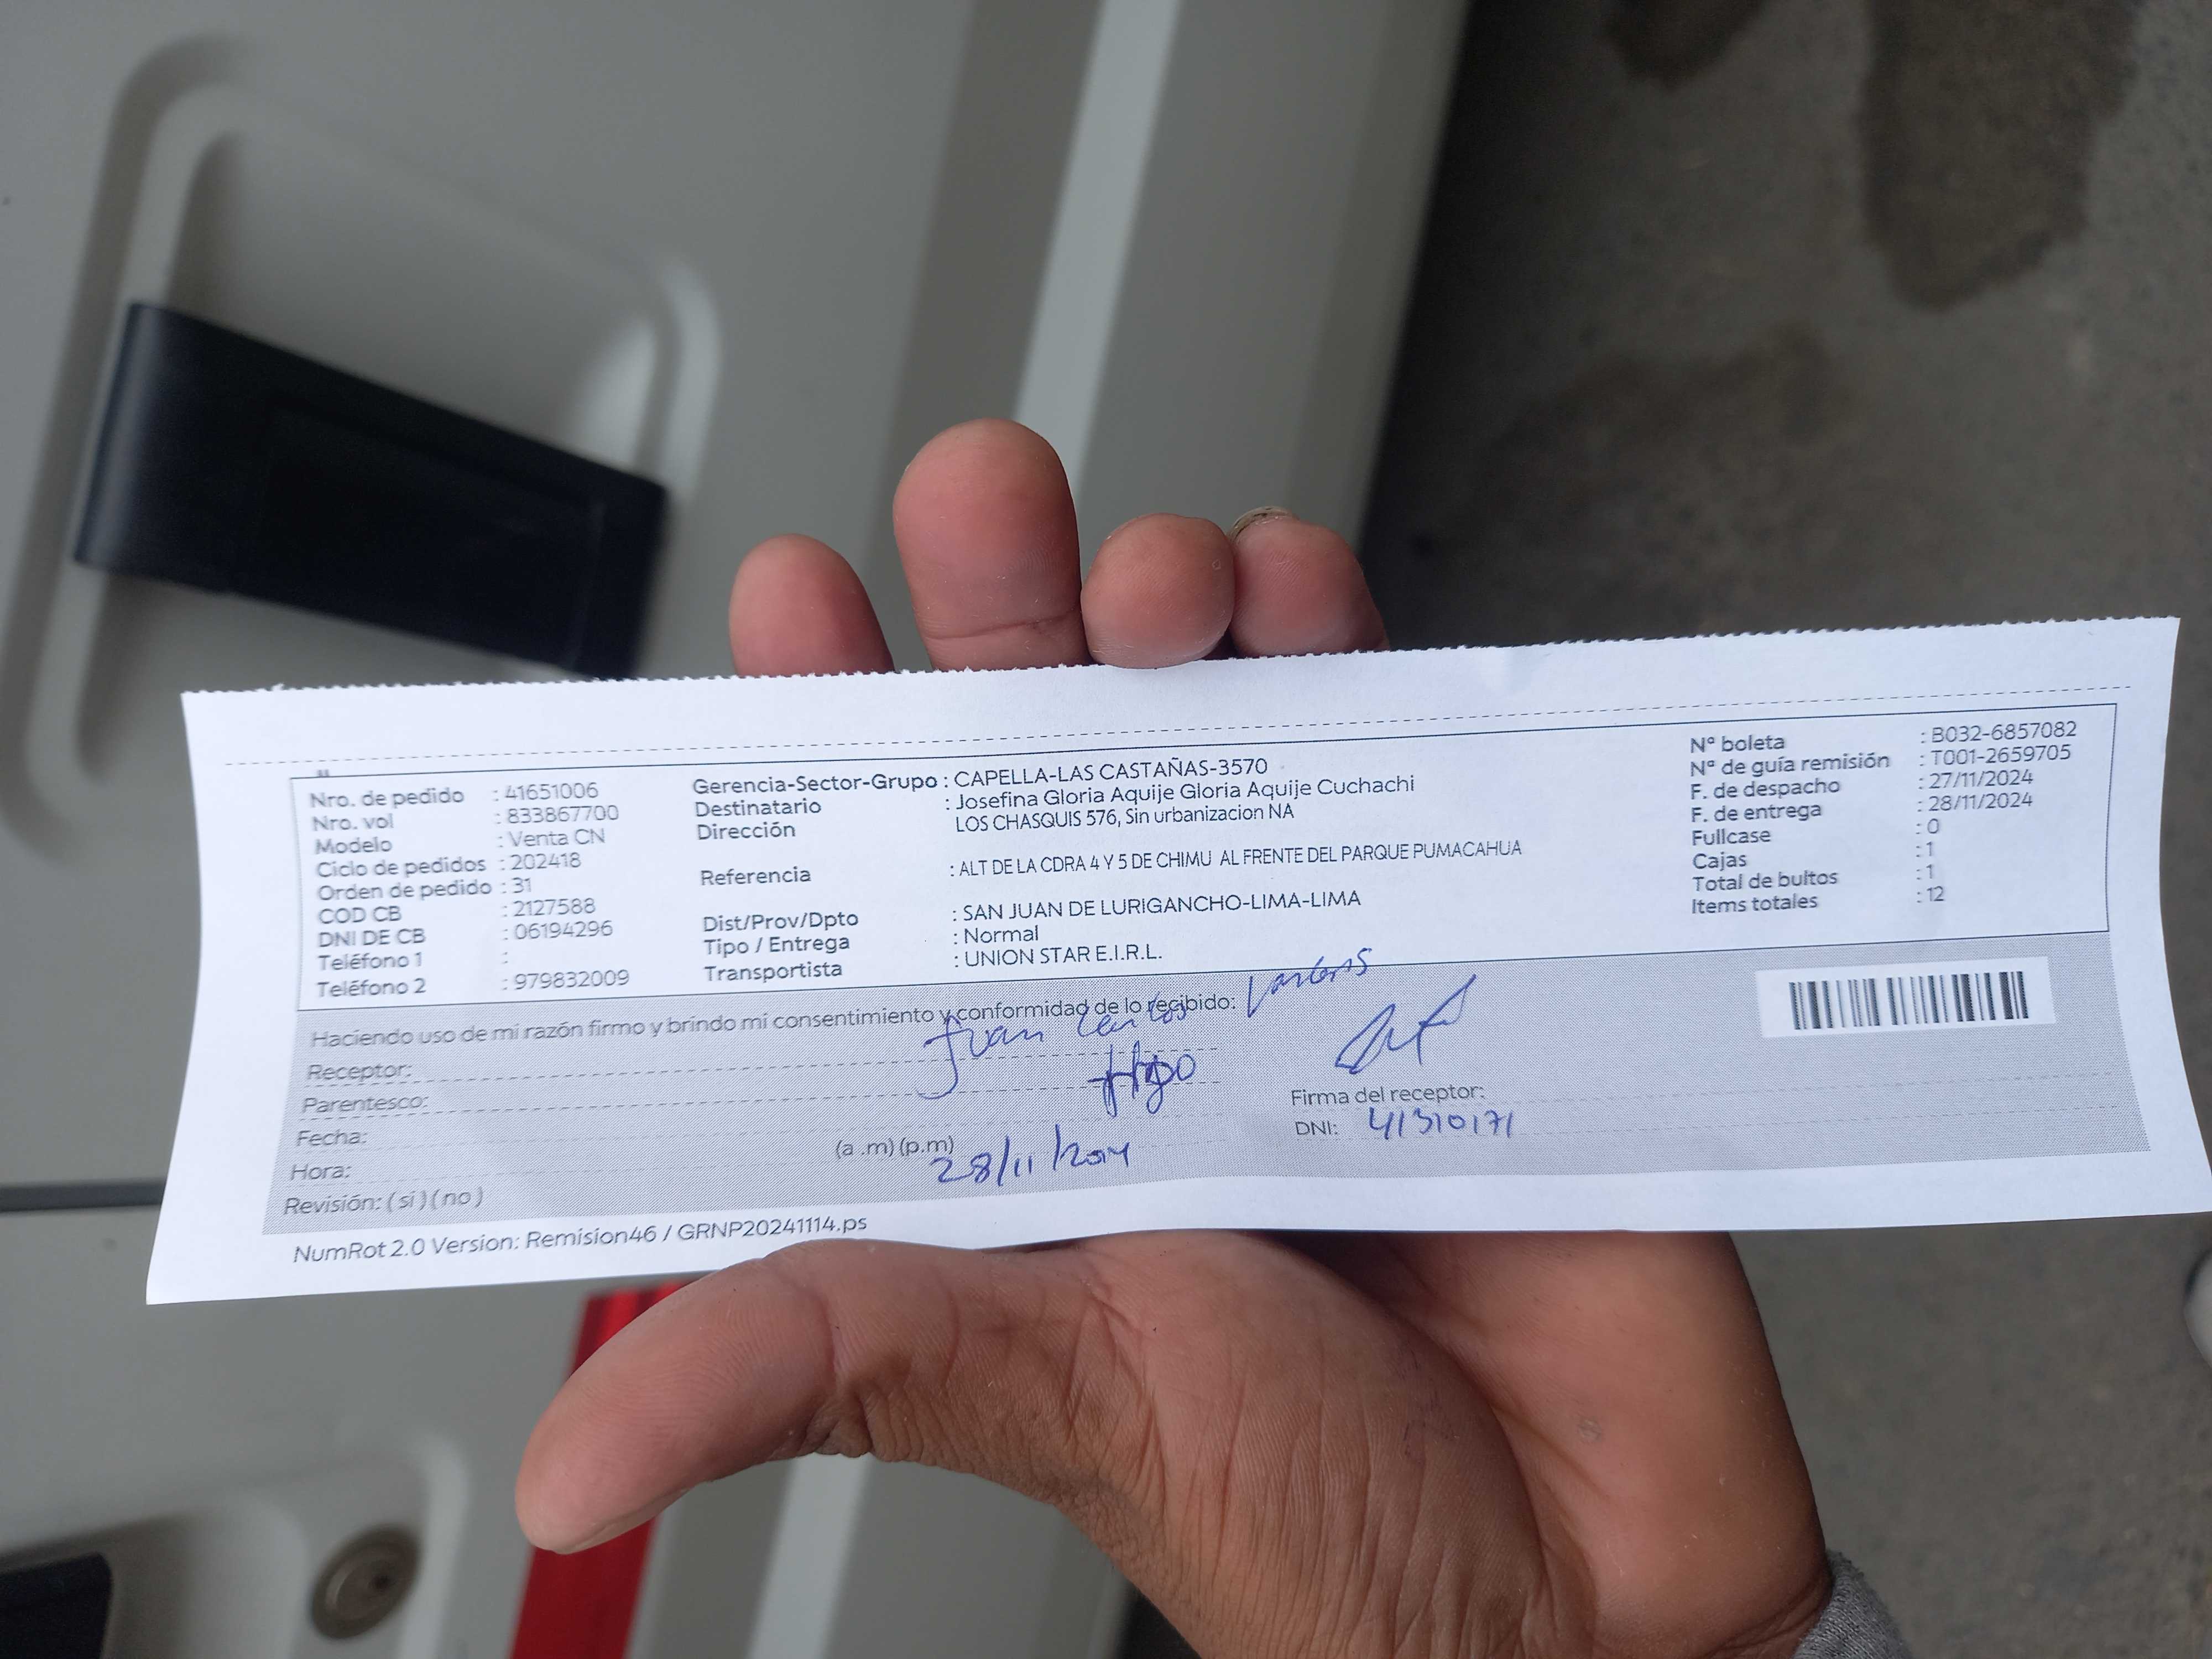 Nro. de pedido : 41651006
Nro. vol : 833867700
Modelo : Venta CN
Ciclo de pedidos : 202418
Orden de pedido : 31
COD CB : 2127588
DNI DE CB : 06194296
Teléfono 1 :
Teléfono 2 : 979832009
Gerencia-Sector-Grupo : CAPELLA-LAS CASTAÑAS-3570
Destinatario : Josefina Gloria Aquije Gloria Aquije Cuchachi
Dirección LOS CHASQUIS 576, Sin urbanizacion NA
Referencia : ALT DE LA CDRA 4 Y 5 DE CHIMU AL FRENTE DEL PARQUE PUMACAHUA
Dist/Prov/Dpto : SAN JUAN DE LURIGANCHO-LIMA-LIMA
Tipo / Entrega : Normal
Transportista : UNION STAR E.I.R.L.
Nª boleta : B032-6857082
Nª de guía remisión : T001-2659705
F. de despacho : 27/11/2024
F. de entrega : 28/11/2024
Fullcase : 0
Cajas : 1
Total de bultos : 1
Items totales : 12
Haciendo uso de mi razón firmo y brindo mi consentimiento y conformidad de lo recibido:
Receptor: Juan Carlos
Parentesco: Hijo
Fecha:
Hora: (a .m) (p.m)
28/11/2024
Revisión: ( si ) ( no )
Firma del receptor:
DNI: 41310171
NumRot 2.0 Version: Remision46 / GRNP20241114.ps